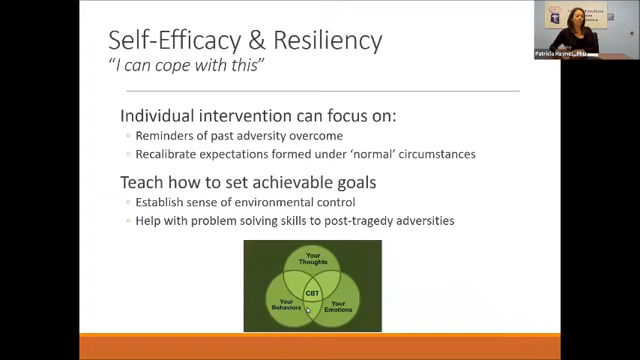 Self-Efficacy & Resiliency
"I can cope with this"
Individual intervention can focus on:
Reminders of past adversity overcome
Recalibrate expectations formed under 'normal' circumstances
Teach how to set achievable goals
Establish sense of environmental control
Help with problem solving skills to post-tragedy adversities
Your
Thoughts
CBT
Your
Behaviors
Your
Emotions
Patricia Haynes, PhD